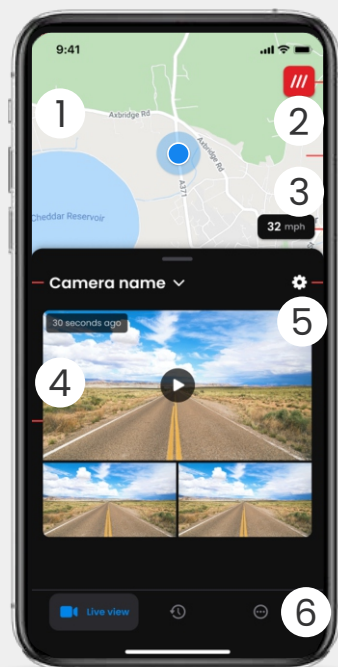 9:41
1
Axbridge Rd
2
Axbridge Rd
3
A371
Cheddar Reservoir
32 mph
Camera name
5
30 seconds ago
4
Live view
6